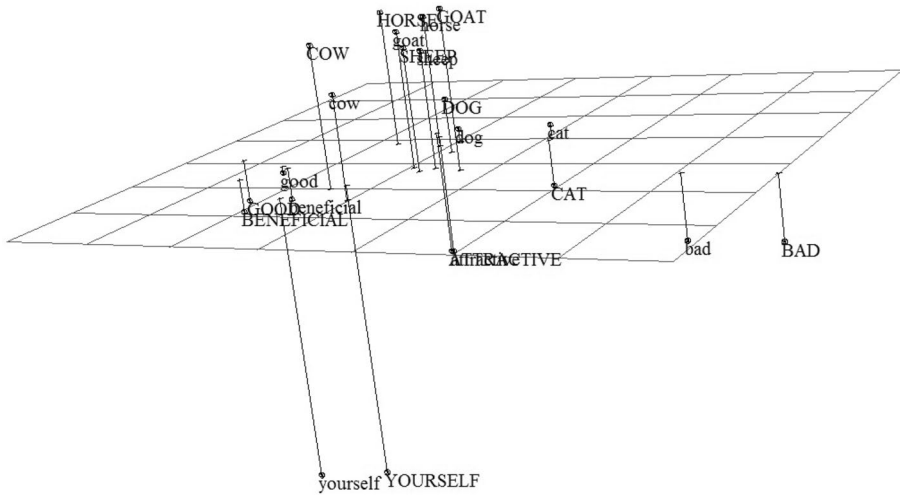 HORSE
GOAT
horse
goat
COW
SHEEP
sheep
cow
DOG
dog
cat
good
CAT
GOOD
beneficial
BENEFICIAL
bad
BAD
attractive
ATTRACTIVE
yourself
YOURSELF